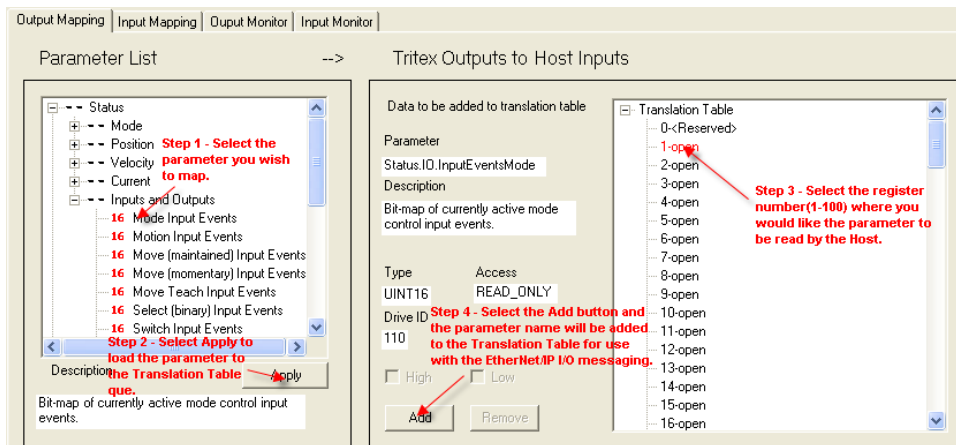 Output Mapping Input Mapping Ouput Monitor Input Monitor
Parameter List -->
Status
Mode
Position
Velocity
Current
Inputs and Outputs
16 Mode Input Events
16 Motion Input Events
16 Move (maintained) Input Events
16 Move (momentary) Input Events
16 Move Teach Input Events
16 Select (binary) Input Events
16 Switch Input Events
Step 1 - Select the
parameter you wish
to map.
Step 2 - Select Apply to
load the parameter to
the Translation Table
que.
Description
Apply
Bit-map of currently active mode control input
events.
Tritex Outputs to Host Inputs
Data to be added to translation table
Parameter
Status.IO.InputEventsMode
Description
Bit-map of currently active mode
control input events.
Type Access
UINT16 READ_ONLY
Drive ID
110
High Low
Add Remove
Step 4 - Select the Add button and
the parameter name will be added
to the Translation Table for use
with the EtherNet/IP I/O messaging.
Translation Table
0-<Reserved>
1-open
2-open
3-open
4-open
5-open
6-open
7-open
8-open
9-open
10-open
11-open
12-open
13-open
14-open
15-open
16-open
Step 3 - Select the register
number(1-100) where you
would like the parameter to
be read by the Host.